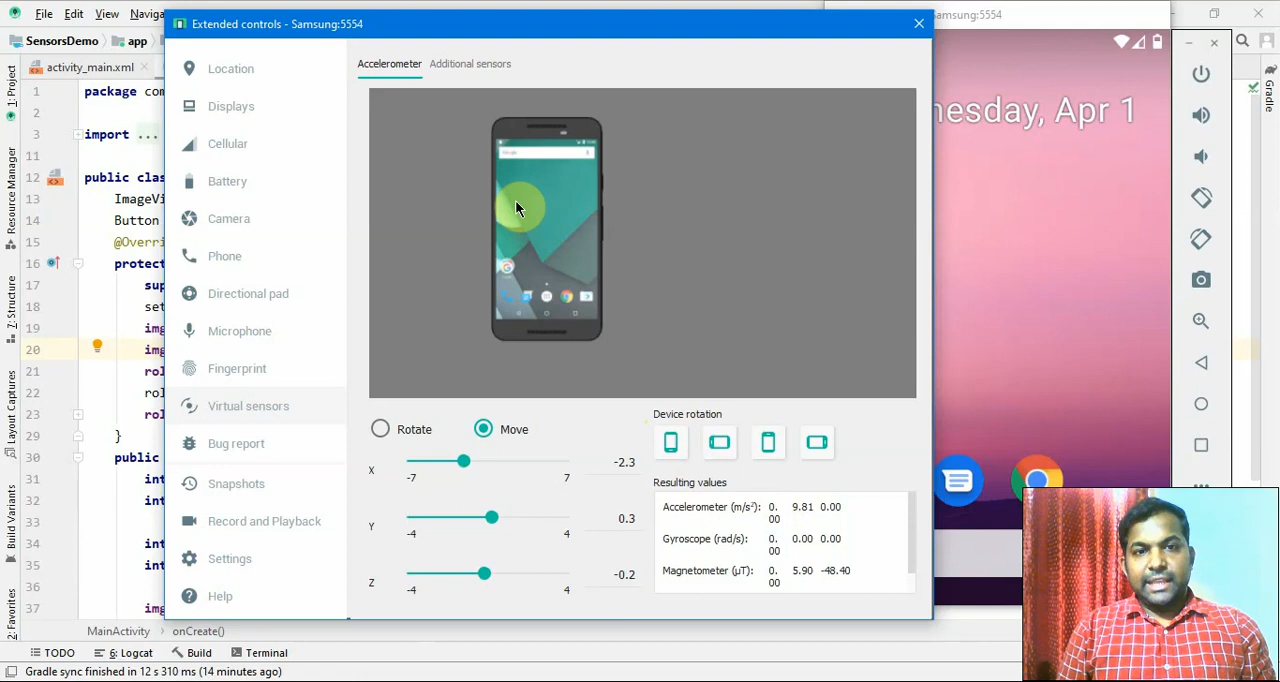 File Edit View Naviga
Extended controls - Samsung:5554
amsung:5554
SensorsDemo app
activity_main.xml
1: Project
Resource Manager
7: Structure
Layout Captures
Build Variants
2: Favorites
Gradle
1 package com
2
3 import ...
11
12 public clas
13 ImageVi
14 Button
15 @Overri
16 protect
17 sup
18 set
19 img
20 img
21 rol
22 rol
23 rol
29 }
30 public
31 int
32 int
33
34 int
35 int
36
37 img
Location
Displays
Cellular
Battery
Camera
Phone
Directional pad
Microphone
Fingerprint
Virtual sensors
Bug report
Snapshots
Record and Playback
Settings
Help
Accelerometer Additional sensors
Rotate Move
X -2.3
-7 7
Y 0.3
-4 4
Z -0.2
-4 4
Device rotation
Resulting values
Accelerometer (m/s²): 0.00 9.81 0.00
Gyroscope (rad/s): 0.00 0.00 0.00
Magnetometer (μT): 0.00 5.90 -48.40
nesday, Apr 1
MainActivity onCreate()
TODO 6: Logcat Build Terminal
Gradle sync finished in 12 s 310 ms (14 minutes ago)